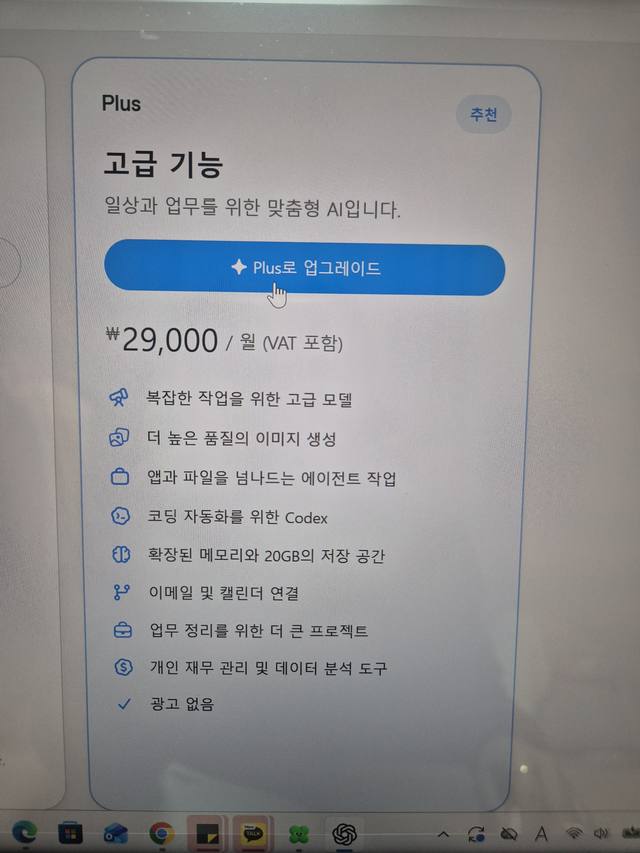 Plus
추천
고급 기능
일상과 업무를 위한 맞춤형 AI입니다.
Plus로 업그레이드
₩29,000 / 월 (VAT 포함)
복잡한 작업을 위한 고급 모델
더 높은 품질의 이미지 생성
앱과 파일을 넘나드는 에이전트 작업
코딩 자동화를 위한 Codex
확장된 메모리와 20GB의 저장 공간
이메일 및 캘린더 연결
업무 정리를 위한 더 큰 프로젝트
개인 재무 관리 및 데이터 분석 도구
광고 없음
TALK
A